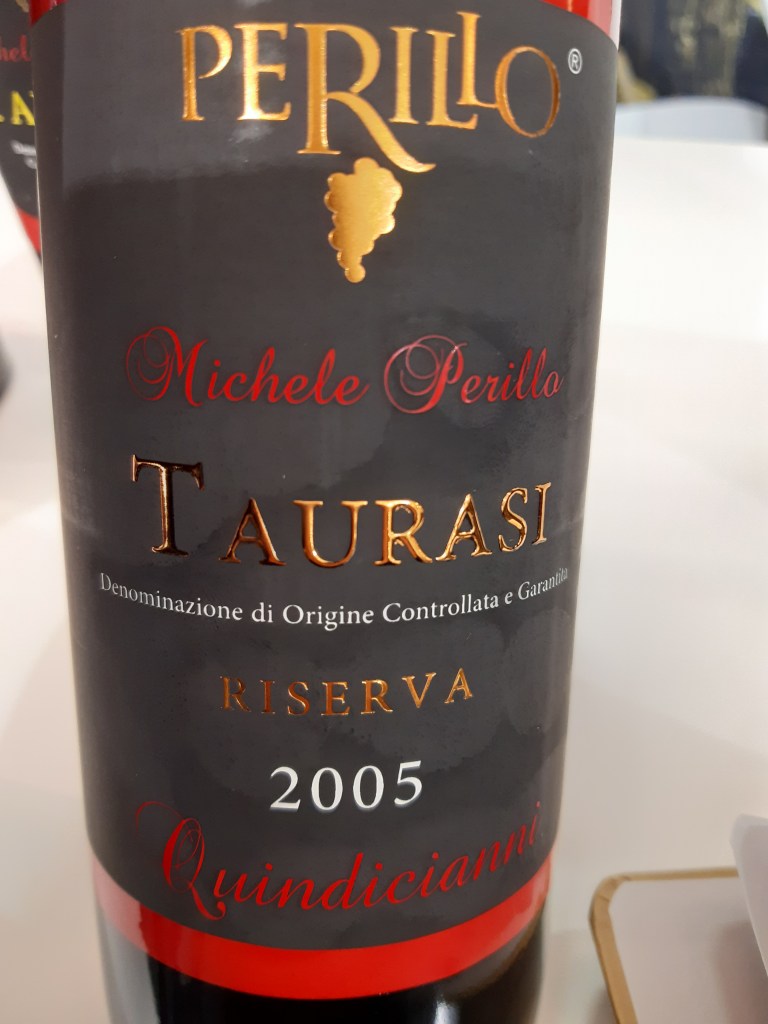 PERILLO®
Michele Perillo
TAURASI
Denominazione di Origine Controllata e Garantita
RISERVA
2005
Quindicianni